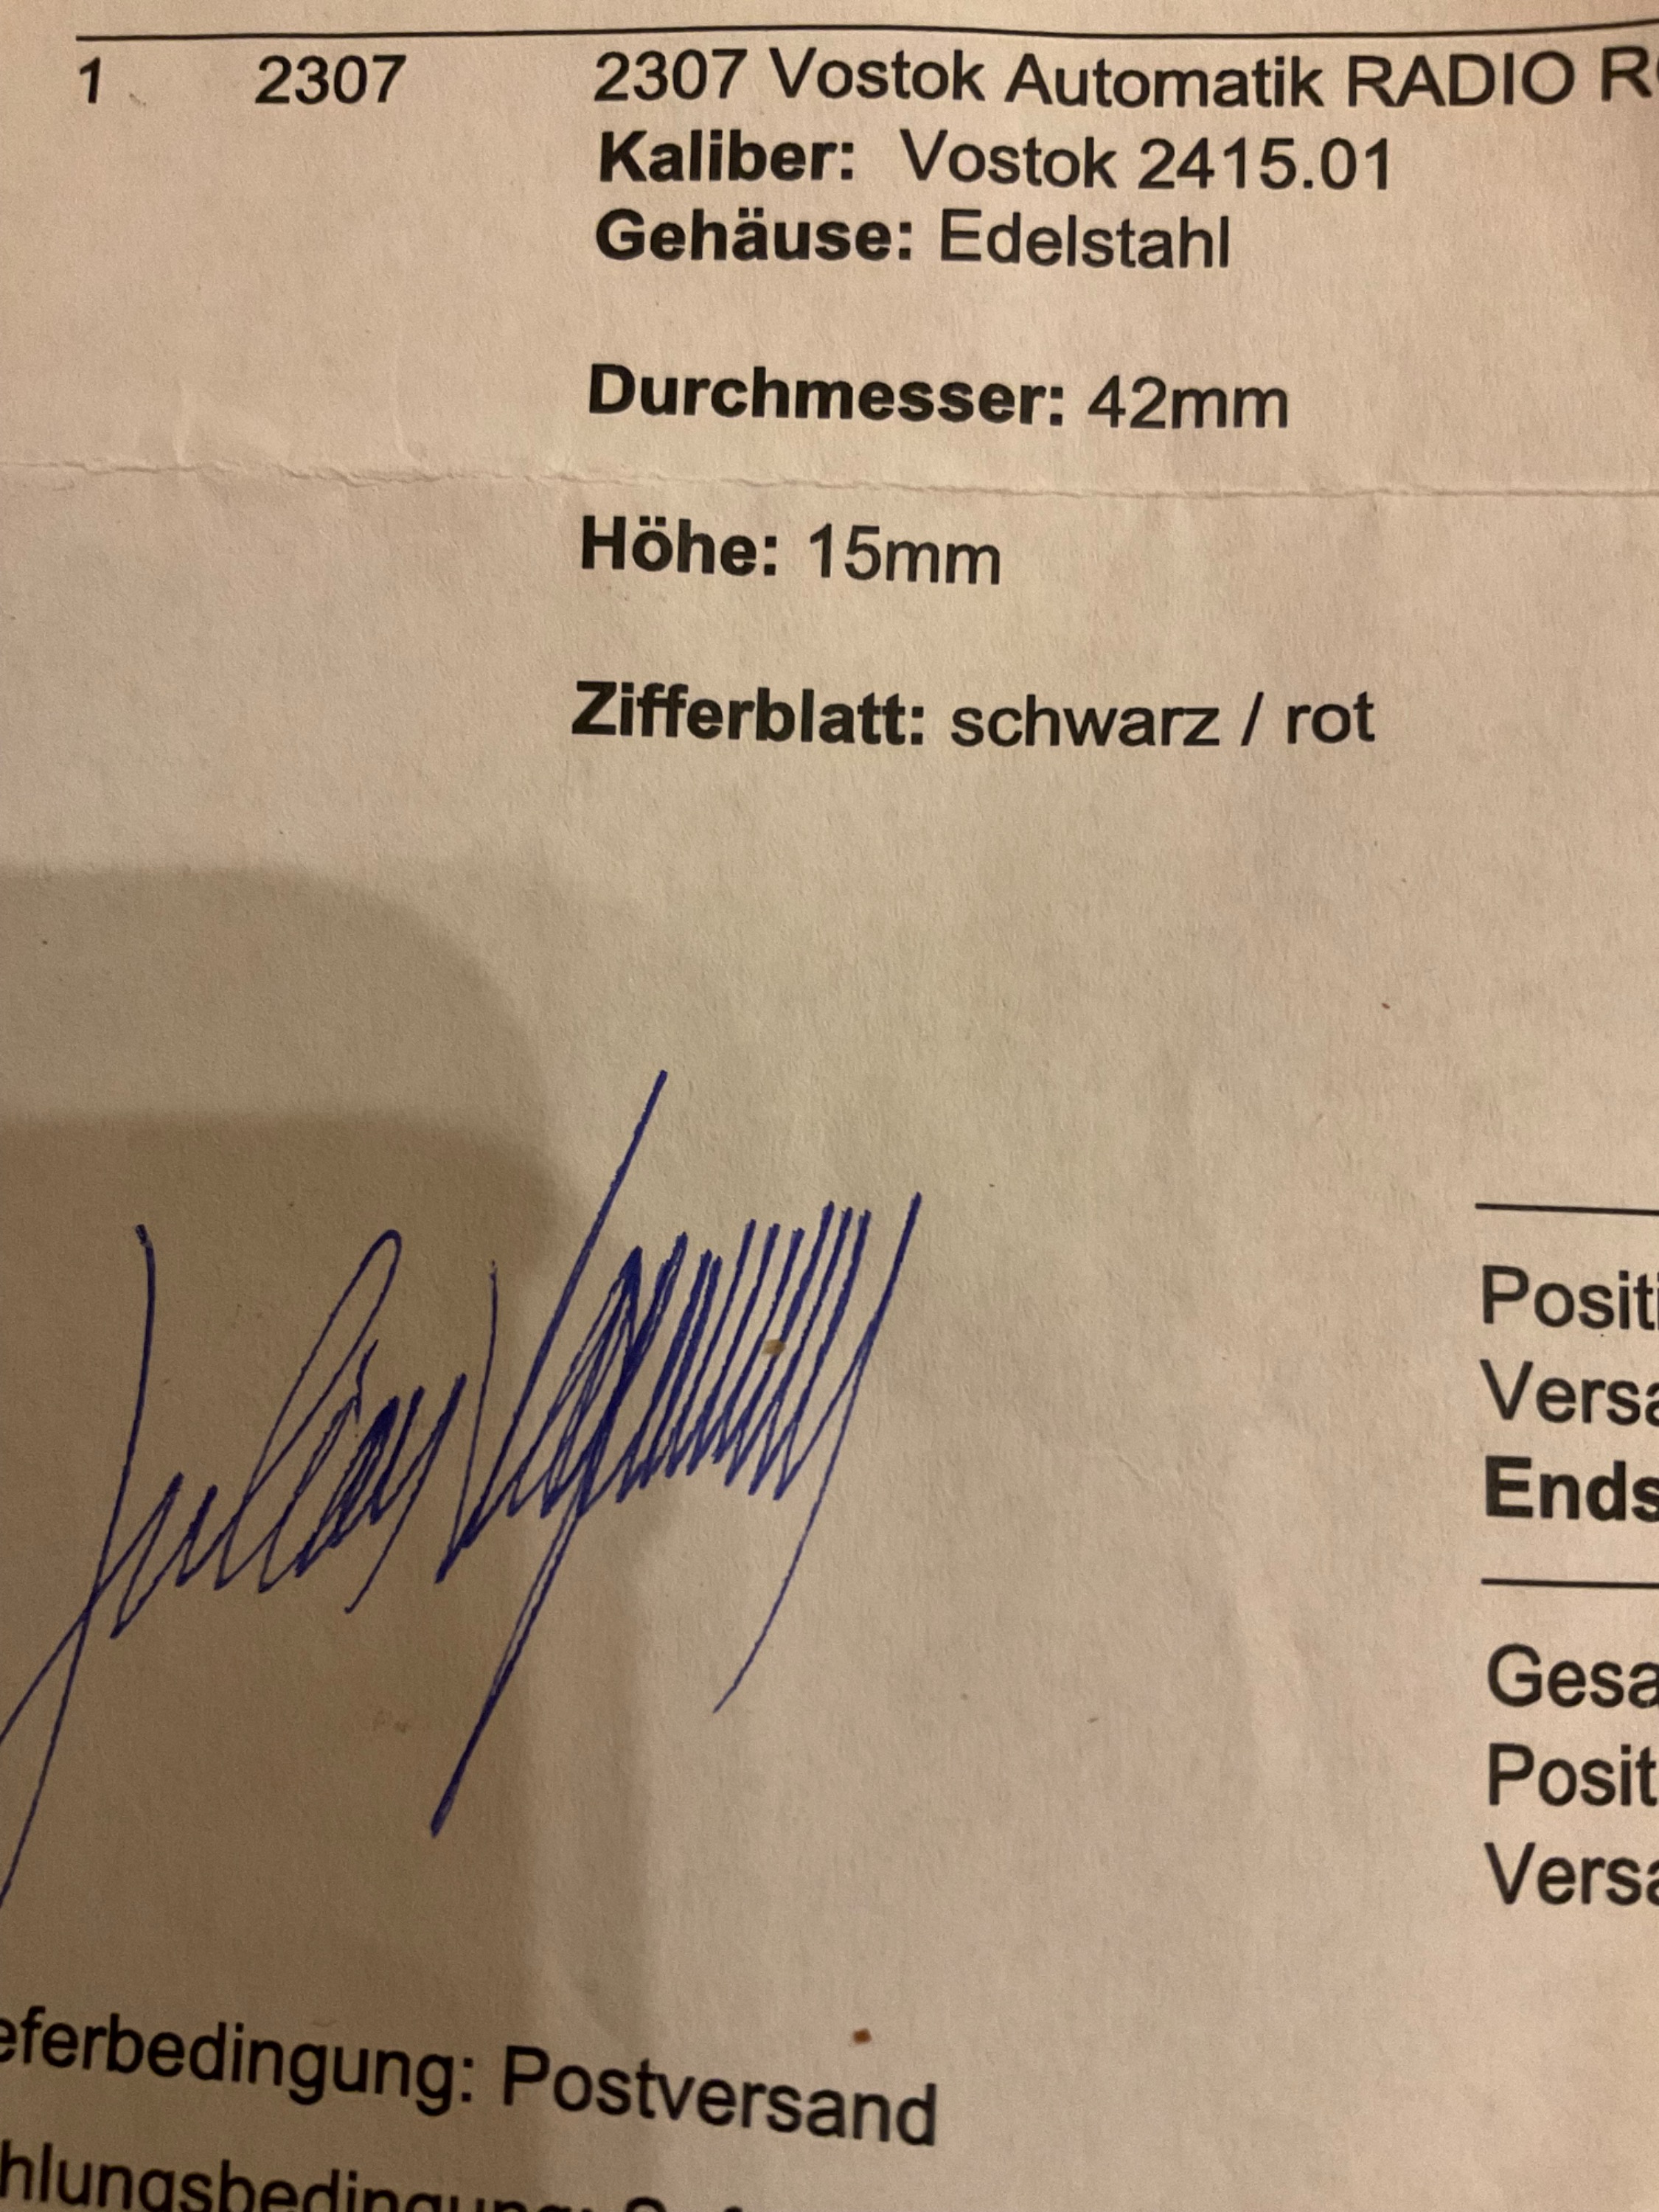 1 2307 2307 Vostok Automatik RADIO R
Kaliber: Vostok 2415.01
Gehäuse: Edelstahl
Durchmesser: 42mm
Höhe: 15mm
Zifferblatt: schwarz / rot
Positi
Versa
Ends
Gesa
Posit
Versa
eferbedingung: Postversand
hlungsbedingung: